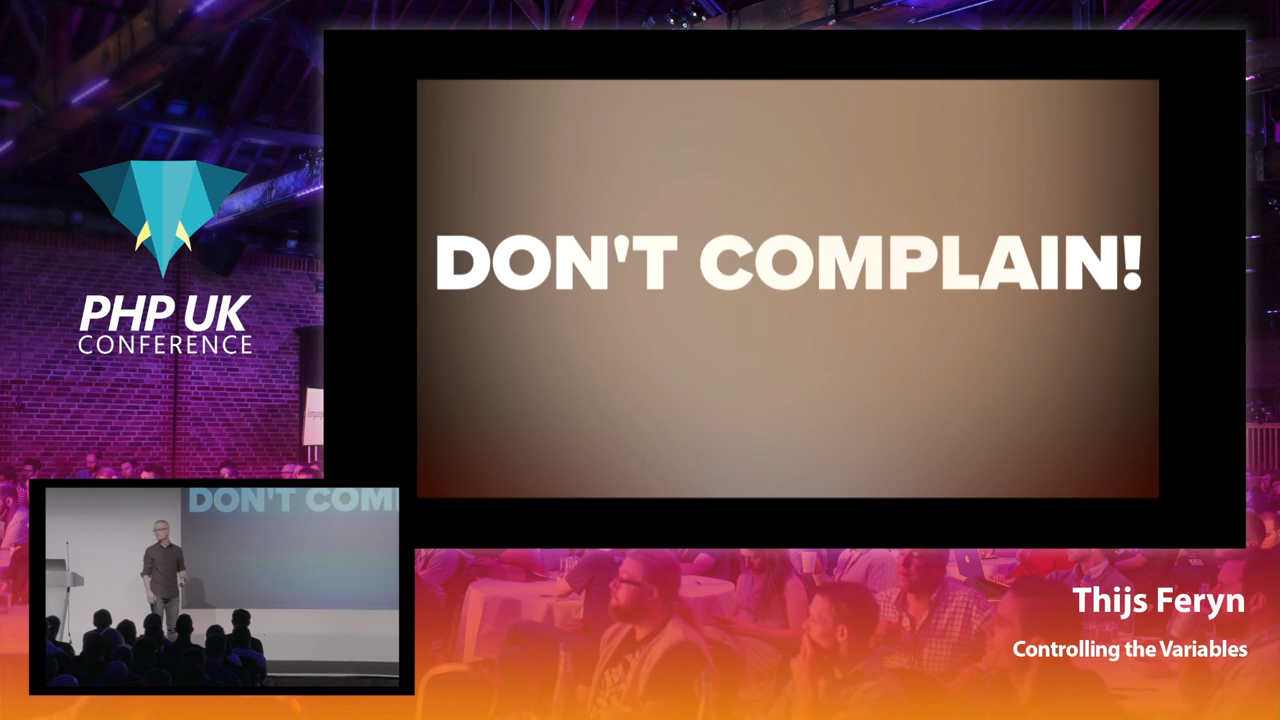 DON'T COMPLAIN!
PHP UK
CONFERENCE
DON'T COM
Thijs Feryn
Controlling the Variables